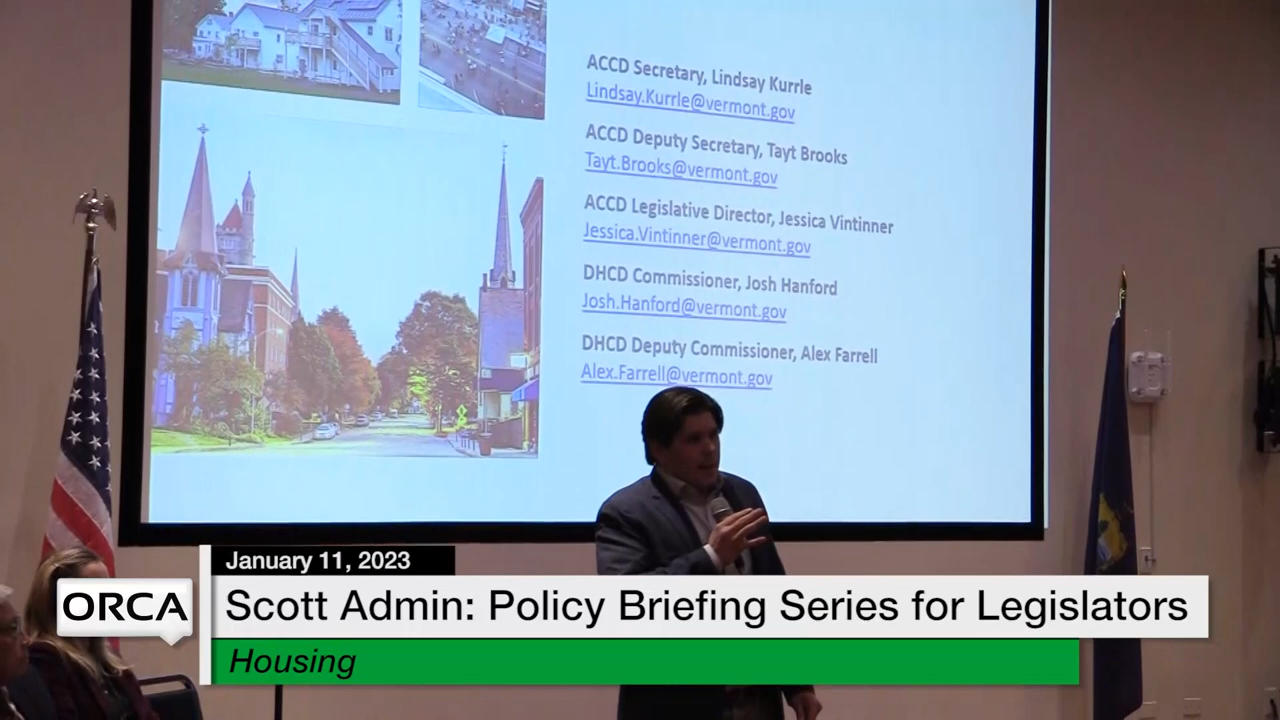 ACCD Secretary, Lindsay Kurrle
Lindsay.Kurrle@vermont.gov
ACCD Deputy Secretary, Tayt Brooks
Tayt.Brooks@vermont.gov
ACCD Legislative Director, Jessica Vintinner
Jessica.Vintinner@vermont.gov
DHCD Commissioner, Josh Hanford
Josh.Hanford@vermont.gov
DHCD Deputy Commissioner, Alex Farrell
Alex.Farrell@vermont.gov
January 11, 2023
ORCA
Scott Admin: Policy Briefing Series for Legislators
Housing